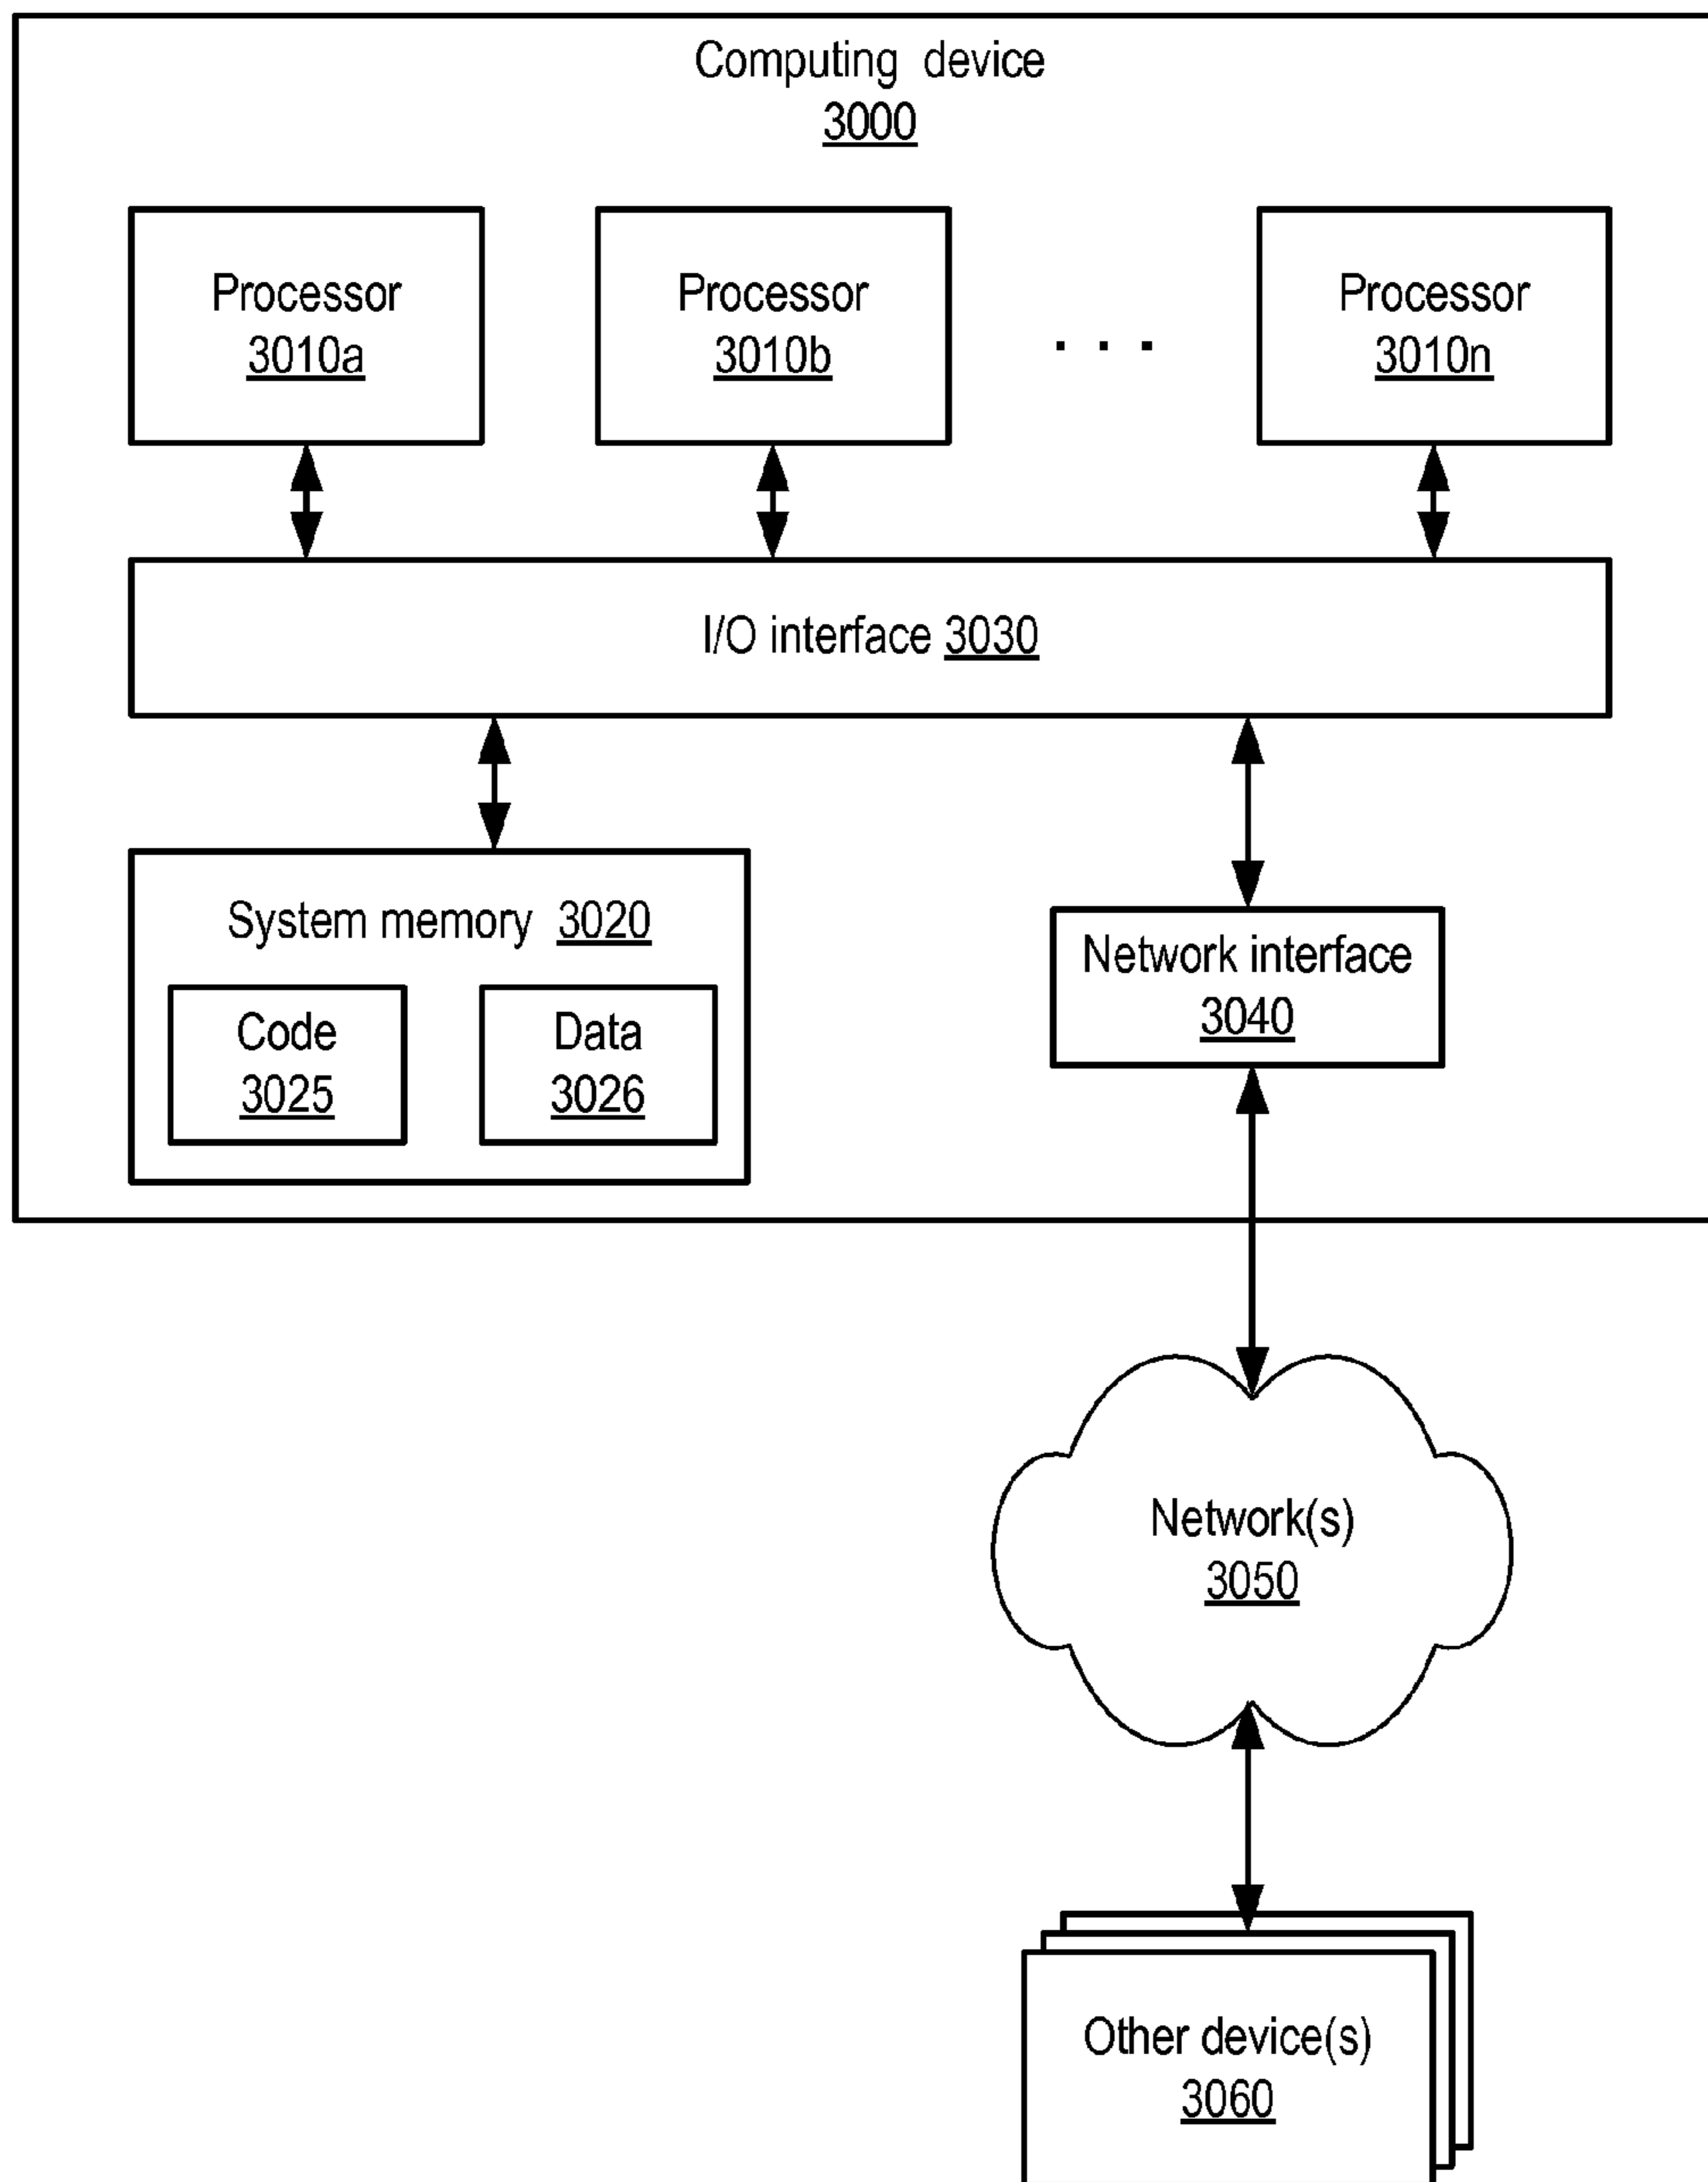 Computing device
3000
Processor
3010a
Processor
3010b
. . .
Processor
3010n
I/O interface 3030
System memory 3020
Code
3025
Data
3026
Network interface
3040
Network(s)
3050
Other device(s)
3060